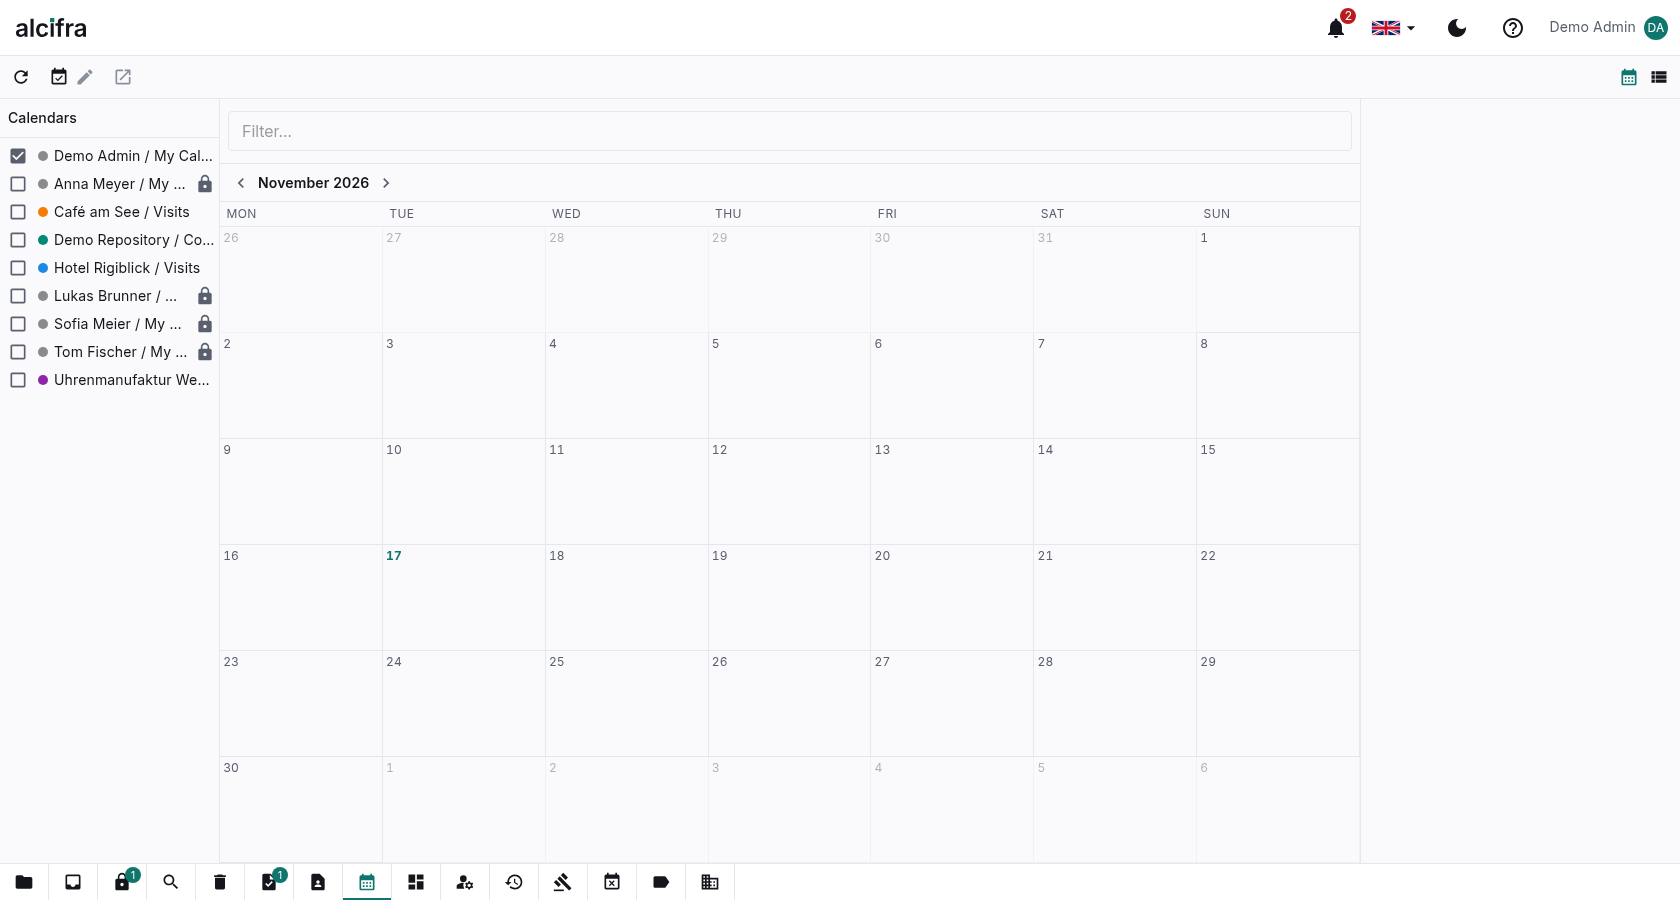 alcifra
2
Demo Admin
DA
Calendars
Demo Admin / My Cal...
Anna Meyer / My ...
Café am See / Visits
Demo Repository / Co...
Hotel Rigiblick / Visits
Lukas Brunner / ...
Sofia Meier / My ...
Tom Fischer / My ...
Uhrenmanufaktur We...
Filter...
November 2026
MON TUE WED THU FRI SAT SUN
26 27 28 29 30 31 1
2 3 4 5 6 7 8
9 10 11 12 13 14 15
16 17 18 19 20 21 22
23 24 25 26 27 28 29
30 1 2 3 4 5 6
1
1